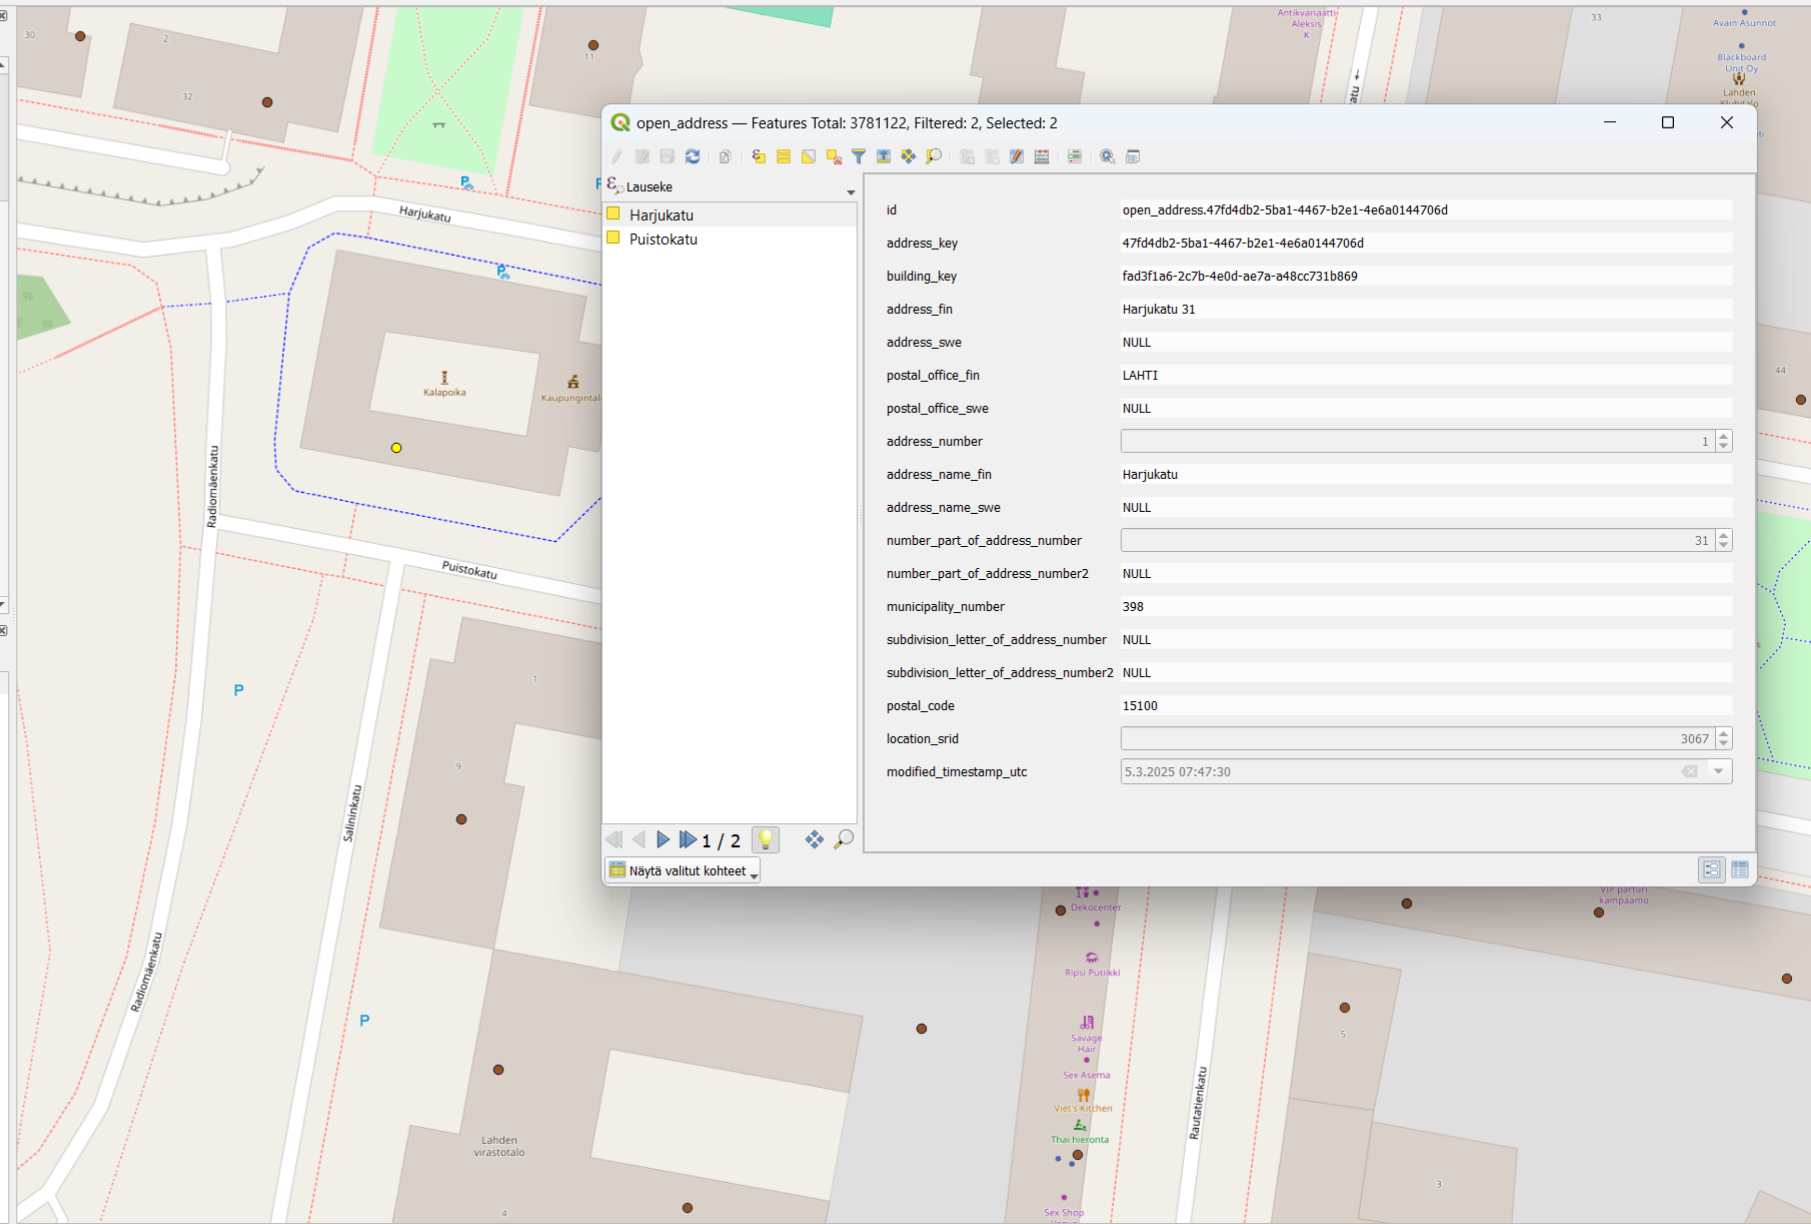 open_address — Features Total: 3781122, Filtered: 2, Selected: 2
Lauseke
Harjukatu
Puistokatu
id
open_address.47fd4db2-5ba1-4467-b2e1-4e6a0144706d
address_key
47fd4db2-5ba1-4467-b2e1-4e6a0144706d
building_key
fad3f1a6-2c7b-4e0d-ae7a-a48cc731b869
address_fin
Harjukatu 31
address_swe
NULL
postal_office_fin
LAHTI
postal_office_swe
NULL
address_number
1
address_name_fin
Harjukatu
address_name_swe
NULL
number_part_of_address_number
31
number_part_of_address_number2
NULL
municipality_number
398
subdivision_letter_of_address_number
NULL
subdivision_letter_of_address_number2
NULL
postal_code
15100
location_srid
3067
modified_timestamp_utc
5.3.2025 07:47:30
1 / 2
Näytä valitut kohteet
30
2
32
11
Antikvariaatti
Aleksis
K
33
Avain Asunnot
Blackboard
Unit Oy
Lahden
atu
P
Harjukatu
P
Kalapoika
Kaupungintal
44
Radiomäenkatu
Puistokatu
1
P
9
Salininkatu
Radiomäenkatu
P
Lahden
virastotalo
4
Dekocenter
Ripsi Putiikki
Savage
Hair
Sex Asema
Viet's Kitchen
Thai hieronta
Sex Shop
Rautatienkatu
VIP parturi
kampaamo
5
3